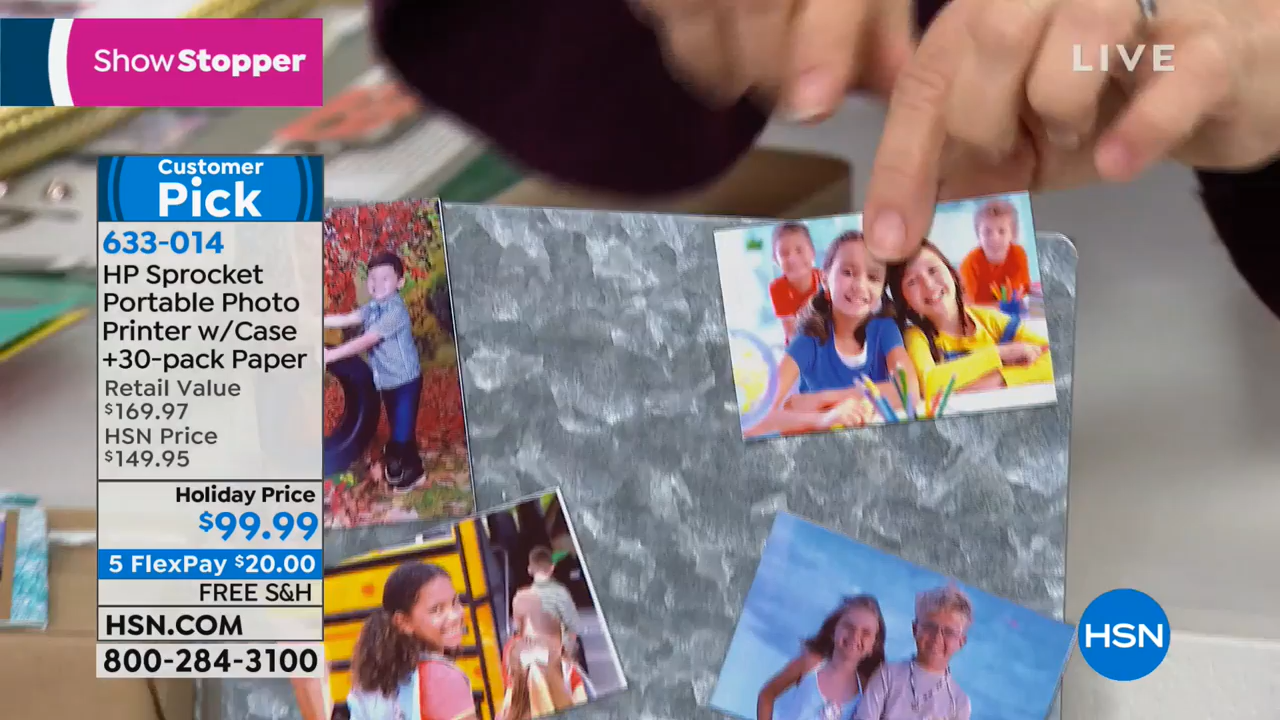 ShowStopper
LIVE
Customer
Pick
633-014
HP Sprocket
Portable Photo
Printer w/Case
+30-pack Paper
Retail Value
$169.97
HSN Price
$149.95
Holiday Price
$99.99
5 FlexPay $20.00
FREE S&H
HSN.COM
800-284-3100
HSN